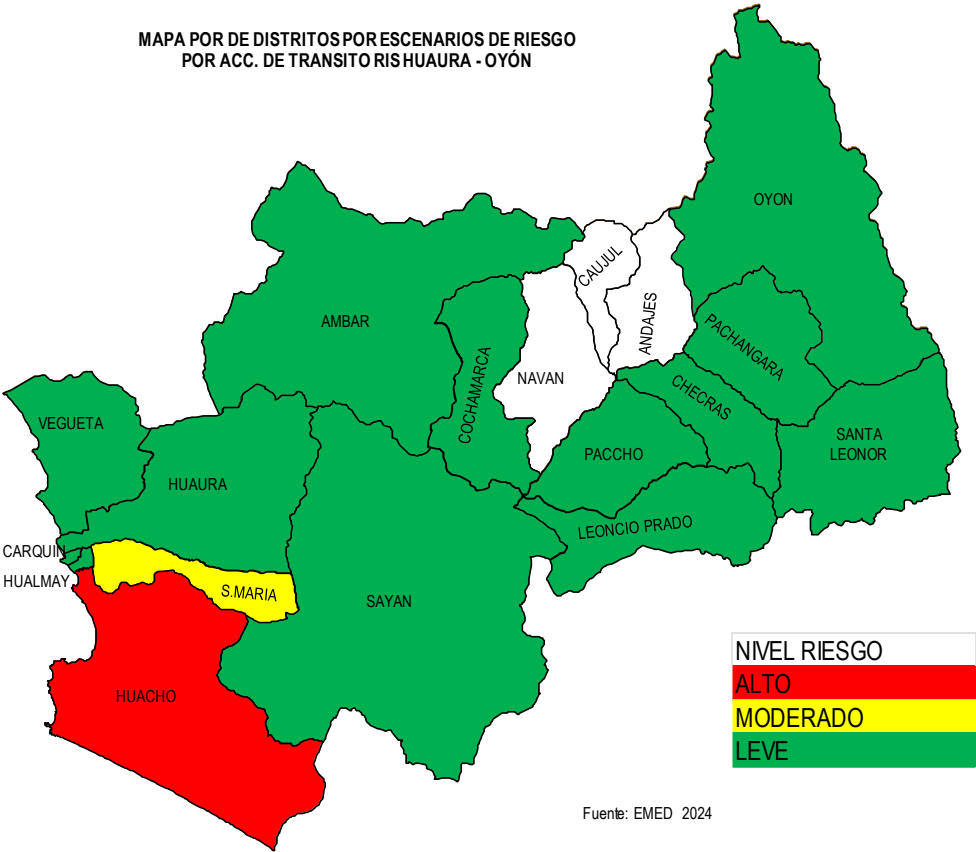 MAPA POR DE DISTRITOS POR ESCENARIOS DE RIESGO
POR ACC. DE TRANSITO RIS HUAURA - OYÓN
OYON
CAUJUL
ANDAJES
AMBAR
PACHANGARA
COCHAMARCA
NAVAN
CHECRAS
VEGUETA
SANTA
LEONOR
PACCHO
HUAURA
LEONCIO PRADO
CARQUIN
HUALMAY
S.MARIA
SAYAN
HUACHO
NIVEL RIESGO
ALTO
MODERADO
LEVE
Fuente: EMED 2024